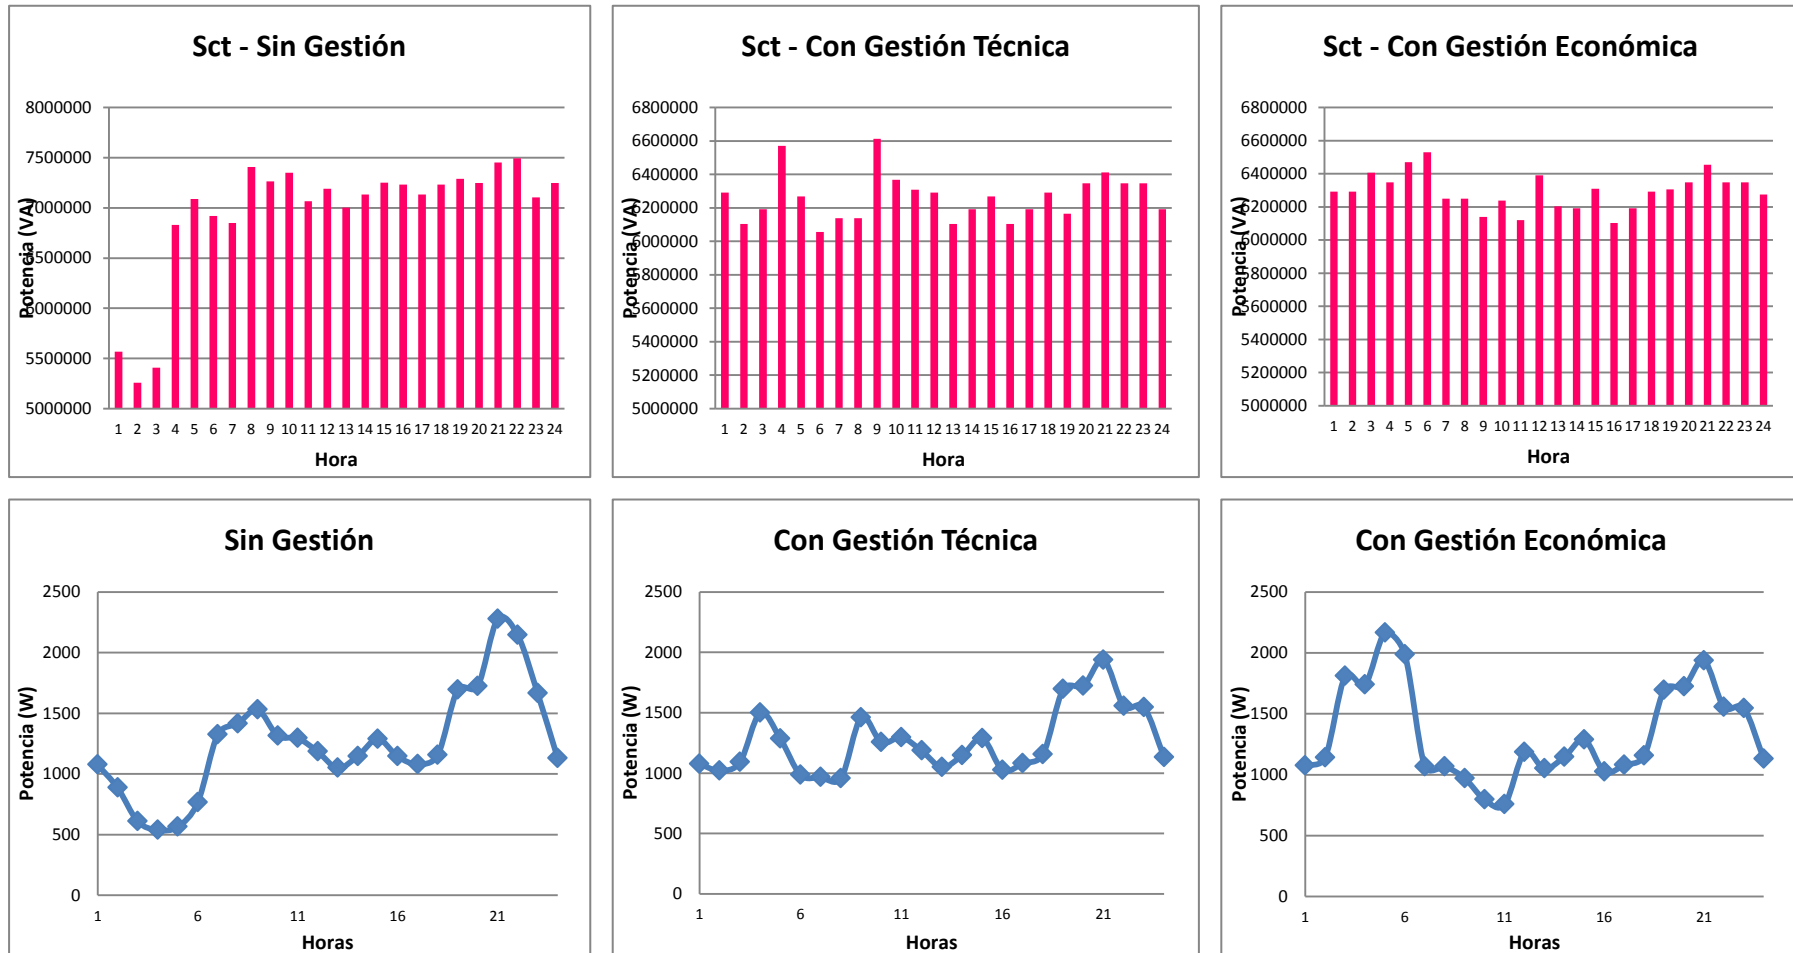 Sct - Sin Gestión
8000000
7500000
7000000
6500000
6000000
5500000
5000000
Potencia (VA)
1 2 3 4 5 6 7 8 9 10 11 12 13 14 15 16 17 18 19 20 21 22 23 24
Hora
Sct - Con Gestión Técnica
6800000
6600000
6400000
6200000
6000000
5800000
5600000
5400000
5200000
5000000
Potencia (VA)
1 2 3 4 5 6 7 8 9 10 11 12 13 14 15 16 17 18 19 20 21 22 23 24
Hora
Sct - Con Gestión Económica
6800000
6600000
6400000
6200000
6000000
5800000
5600000
5400000
5200000
5000000
Potencia (VA)
1 2 3 4 5 6 7 8 9 10 11 12 13 14 15 16 17 18 19 20 21 22 23 24
Hora
Sin Gestión
2500
2000
1500
1000
500
0
Potencia (W)
1 6 11 16 21
Horas
Con Gestión Técnica
2500
2000
1500
1000
500
0
Potencia (W)
1 6 11 16 21
Horas
Con Gestión Económica
2500
2000
1500
1000
500
0
Potencia (W)
1 6 11 16 21
Horas